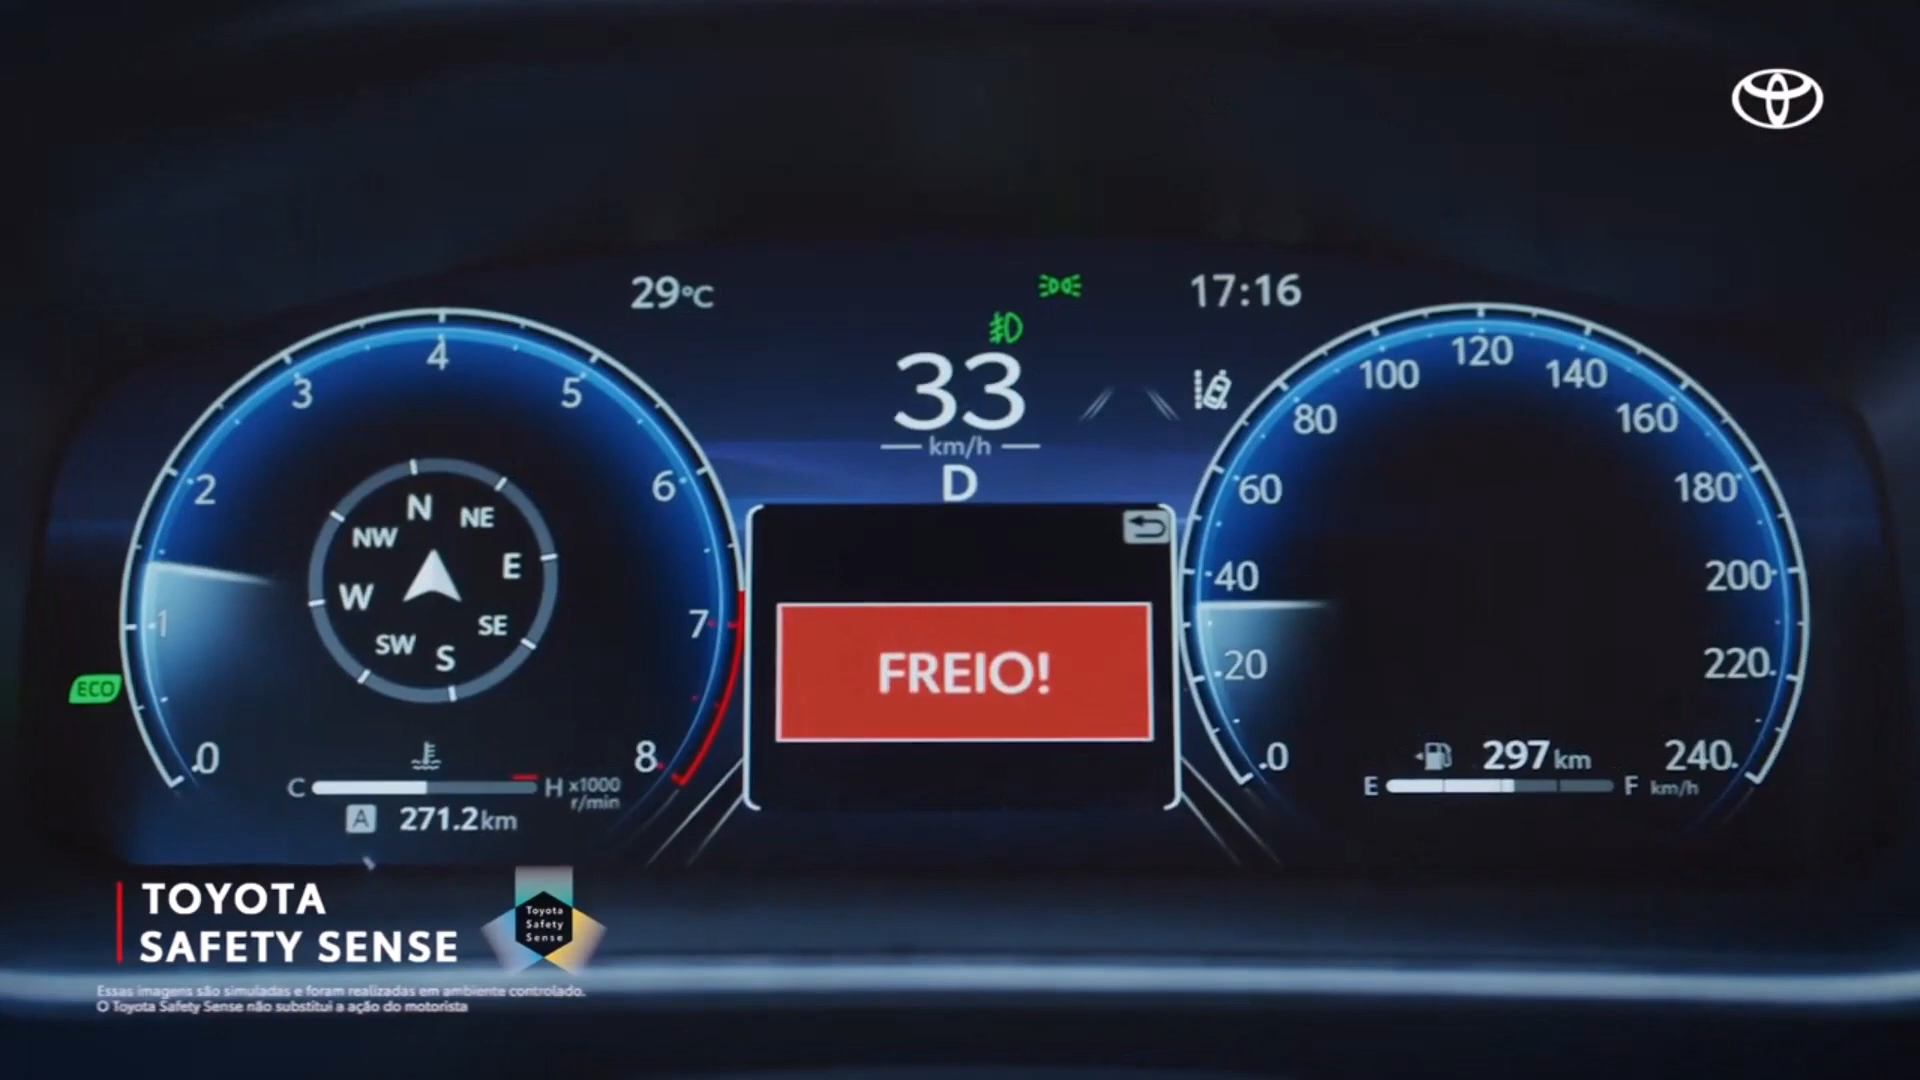 29°C
17:16
33
km/h
D
0
1
2
3
4
5
6
7
8
N
NE
E
SE
S
SW
W
NW
ECO
C
H
x1000
r/min
A 271.2 km
FREIO!
0
20
40
60
80
100
120
140
160
180
200
220
240
km/h
297 km
E
F
TOYOTA
SAFETY SENSE
Toyota
Safety
Sense
Essas imagens são simuladas e foram realizadas em ambiente controlado.
O Toyota Safety Sense não substitui a ação do motorista